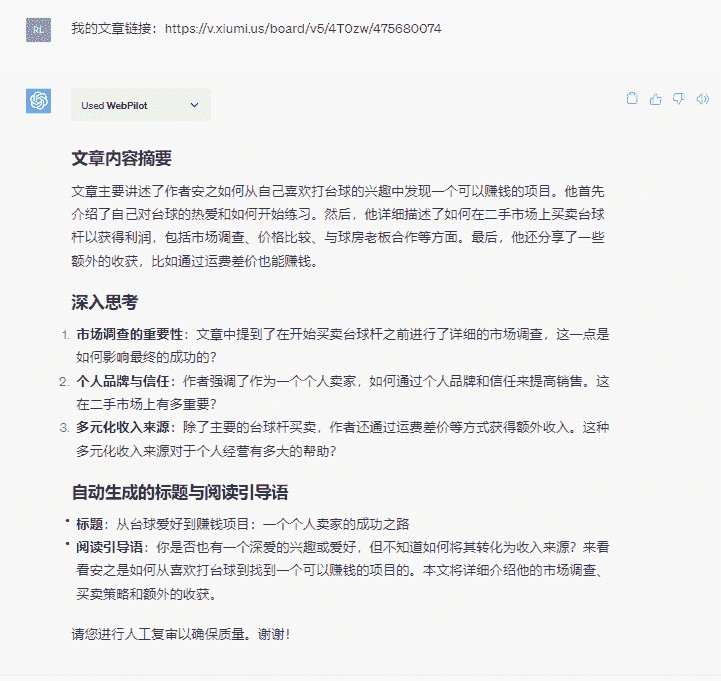 RL
我的文章链接：https://v.xiumi.us/board/v5/4T0zw/475680074
Used WebPilot
文章内容摘要
文章主要讲述了作者安之如何从自己喜欢打台球的兴趣中发现一个可以赚钱的项目。他首先
介绍了自己对台球的热爱和如何开始练习。然后，他详细描述了如何在二手市场上买卖台球
杆以获得利润，包括市场调查、价格比较、与球房老板合作等方面。最后，他还分享了一些
额外的收获，比如通过运费差价也能赚钱。
深入思考
1. 市场调查的重要性：文章中提到了在开始买卖台球杆之前进行了详细的市场调查，这一点是
如何影响最终的成功的？
2. 个人品牌与信任：作者强调了作为一个个人卖家，如何通过个人品牌和信任来提高销售。这
在二手市场上有多重要？
3. 多元化收入来源：除了主要的台球杆买卖，作者还通过运费差价等方式获得额外收入。这种
多元化收入来源对于个人经营有多大的帮助？
自动生成的标题与阅读引导语
• 标题：从台球爱好到赚钱项目：一个个人卖家的成功之路
• 阅读引导语：你是否也有一个深爱的兴趣或爱好，但不知道如何将其转化为收入来源？来看
看安之是如何从喜欢打台球到找到一个可以赚钱的项目的。本文将详细介绍他的市场调查、
买卖策略和额外的收获。
请您进行人工复审以确保质量。谢谢！